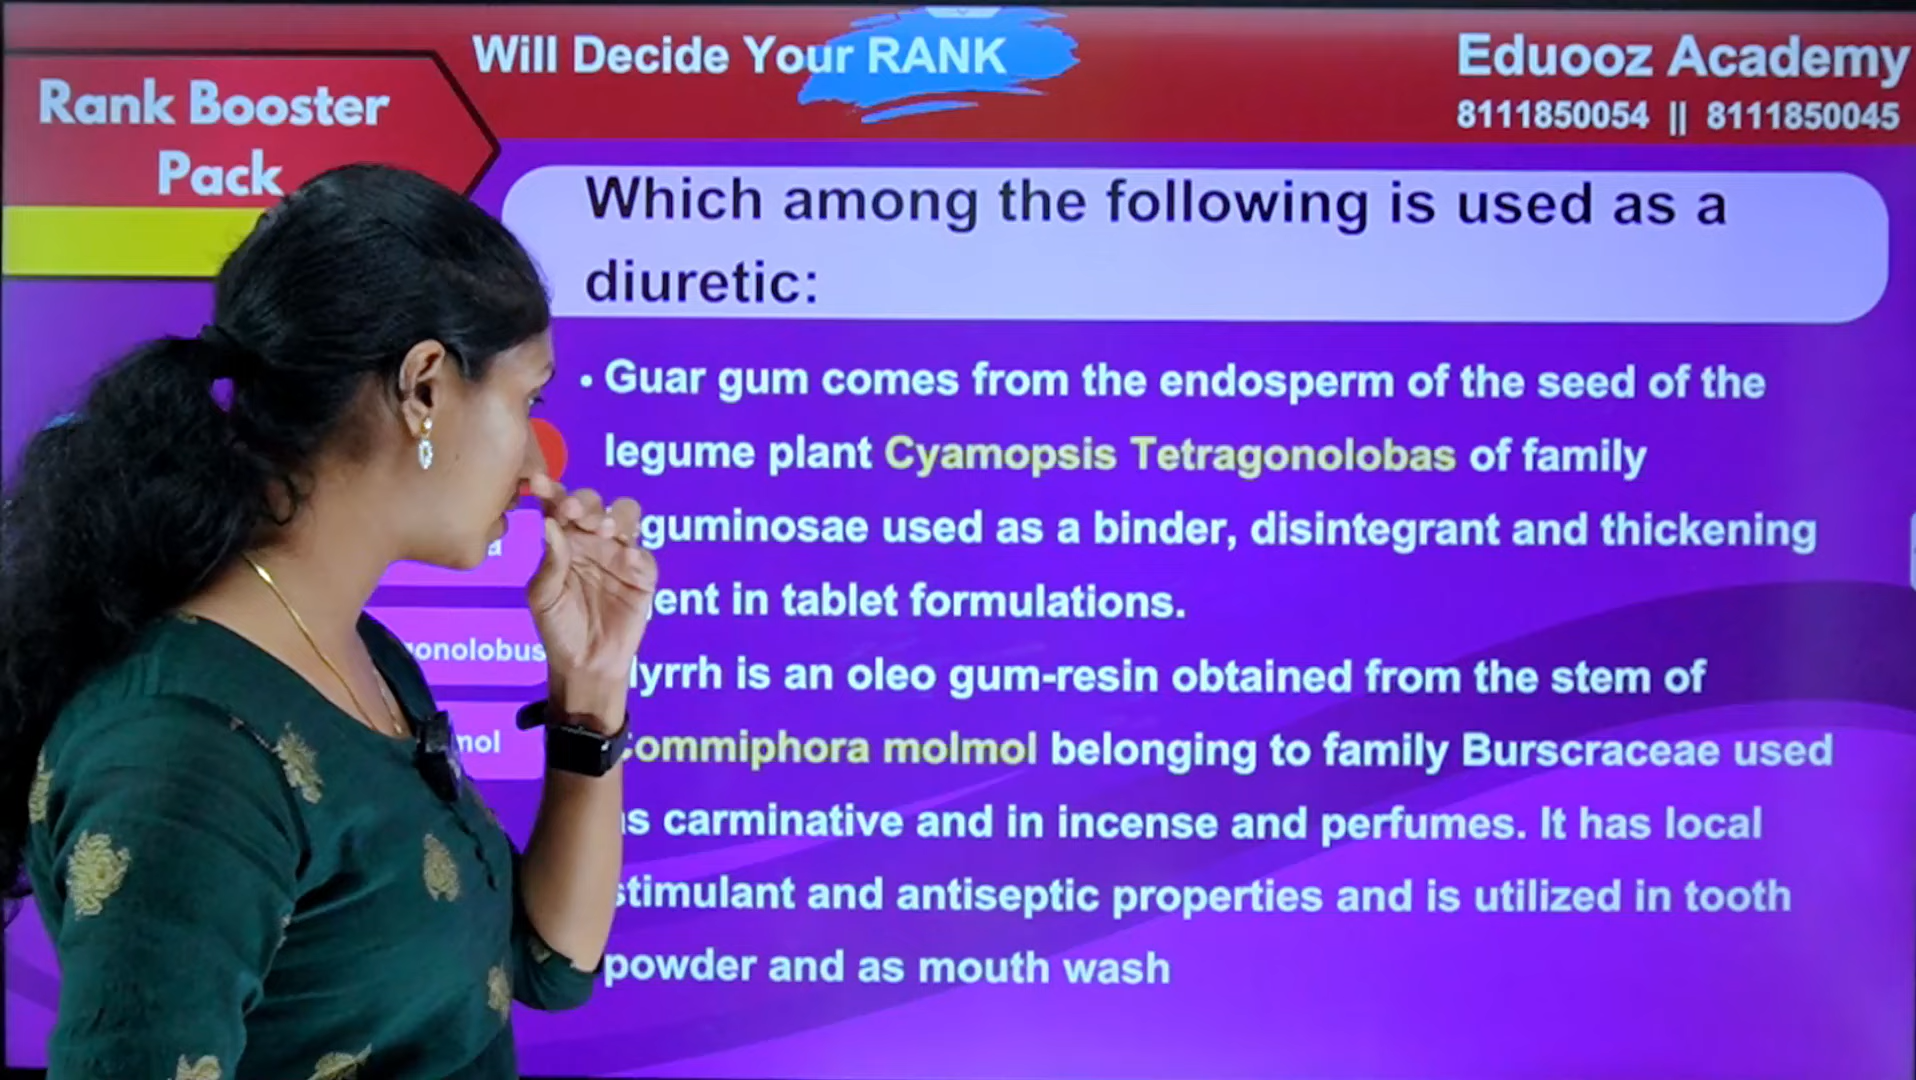 Will Decide Your RANK
Eduooz Academy
8111850054 || 8111850045
Rank Booster
Pack
Which among the following is used as a
diuretic:
• Guar gum comes from the endosperm of the seed of the
legume plant Cyamopsis Tetragonolobas of family
guminosae used as a binder, disintegrant and thickening
ent in tablet formulations.
yrrh is an oleo gum-resin obtained from the stem of
ommiphora molmol belonging to family Burscraceae used
s carminative and in incense and perfumes. It has local
stimulant and antiseptic properties and is utilized in tooth
powder and as mouth wash
a
gonolobus
mol